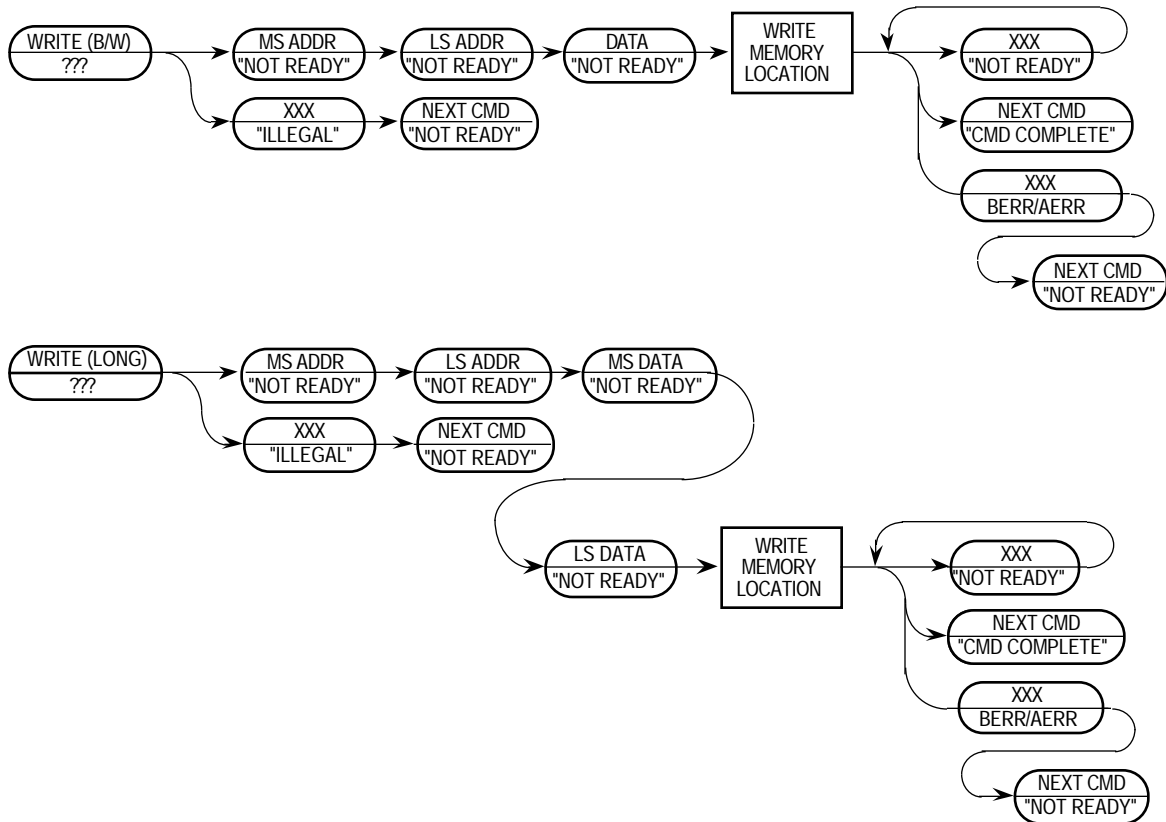 WRITE (B/W)
???
MS ADDR
"NOT READY"
LS ADDR
"NOT READY"
DATA
"NOT READY"
WRITE
MEMORY
LOCATION
XXX
"NOT READY"
XXX
"ILLEGAL"
NEXT CMD
"NOT READY"
NEXT CMD
"CMD COMPLETE"
XXX
BERR/AERR
NEXT CMD
"NOT READY"
WRITE (LONG)
???
MS ADDR
"NOT READY"
LS ADDR
"NOT READY"
MS DATA
"NOT READY"
XXX
"ILLEGAL"
NEXT CMD
"NOT READY"
LS DATA
"NOT READY"
WRITE
MEMORY
LOCATION
XXX
"NOT READY"
NEXT CMD
"CMD COMPLETE"
XXX
BERR/AERR
NEXT CMD
"NOT READY"